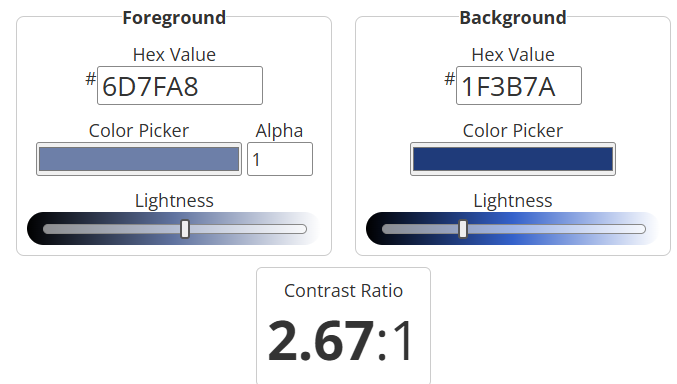 Foreground
Hex Value
# 6D7FA8
Color Picker Alpha
1
Lightness
Background
Hex Value
# 1F3B7A
Color Picker
Lightness
Contrast Ratio
2.67:1